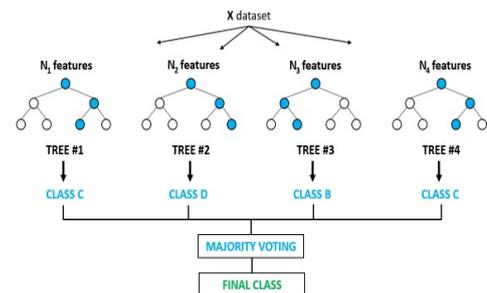 X dataset
N₁ features N₂ features N₃ features N₄ features
TREE #1 TREE #2 TREE #3 TREE #4
CLASS C CLASS D CLASS B CLASS C
MAJORITY VOTING
FINAL CLASS